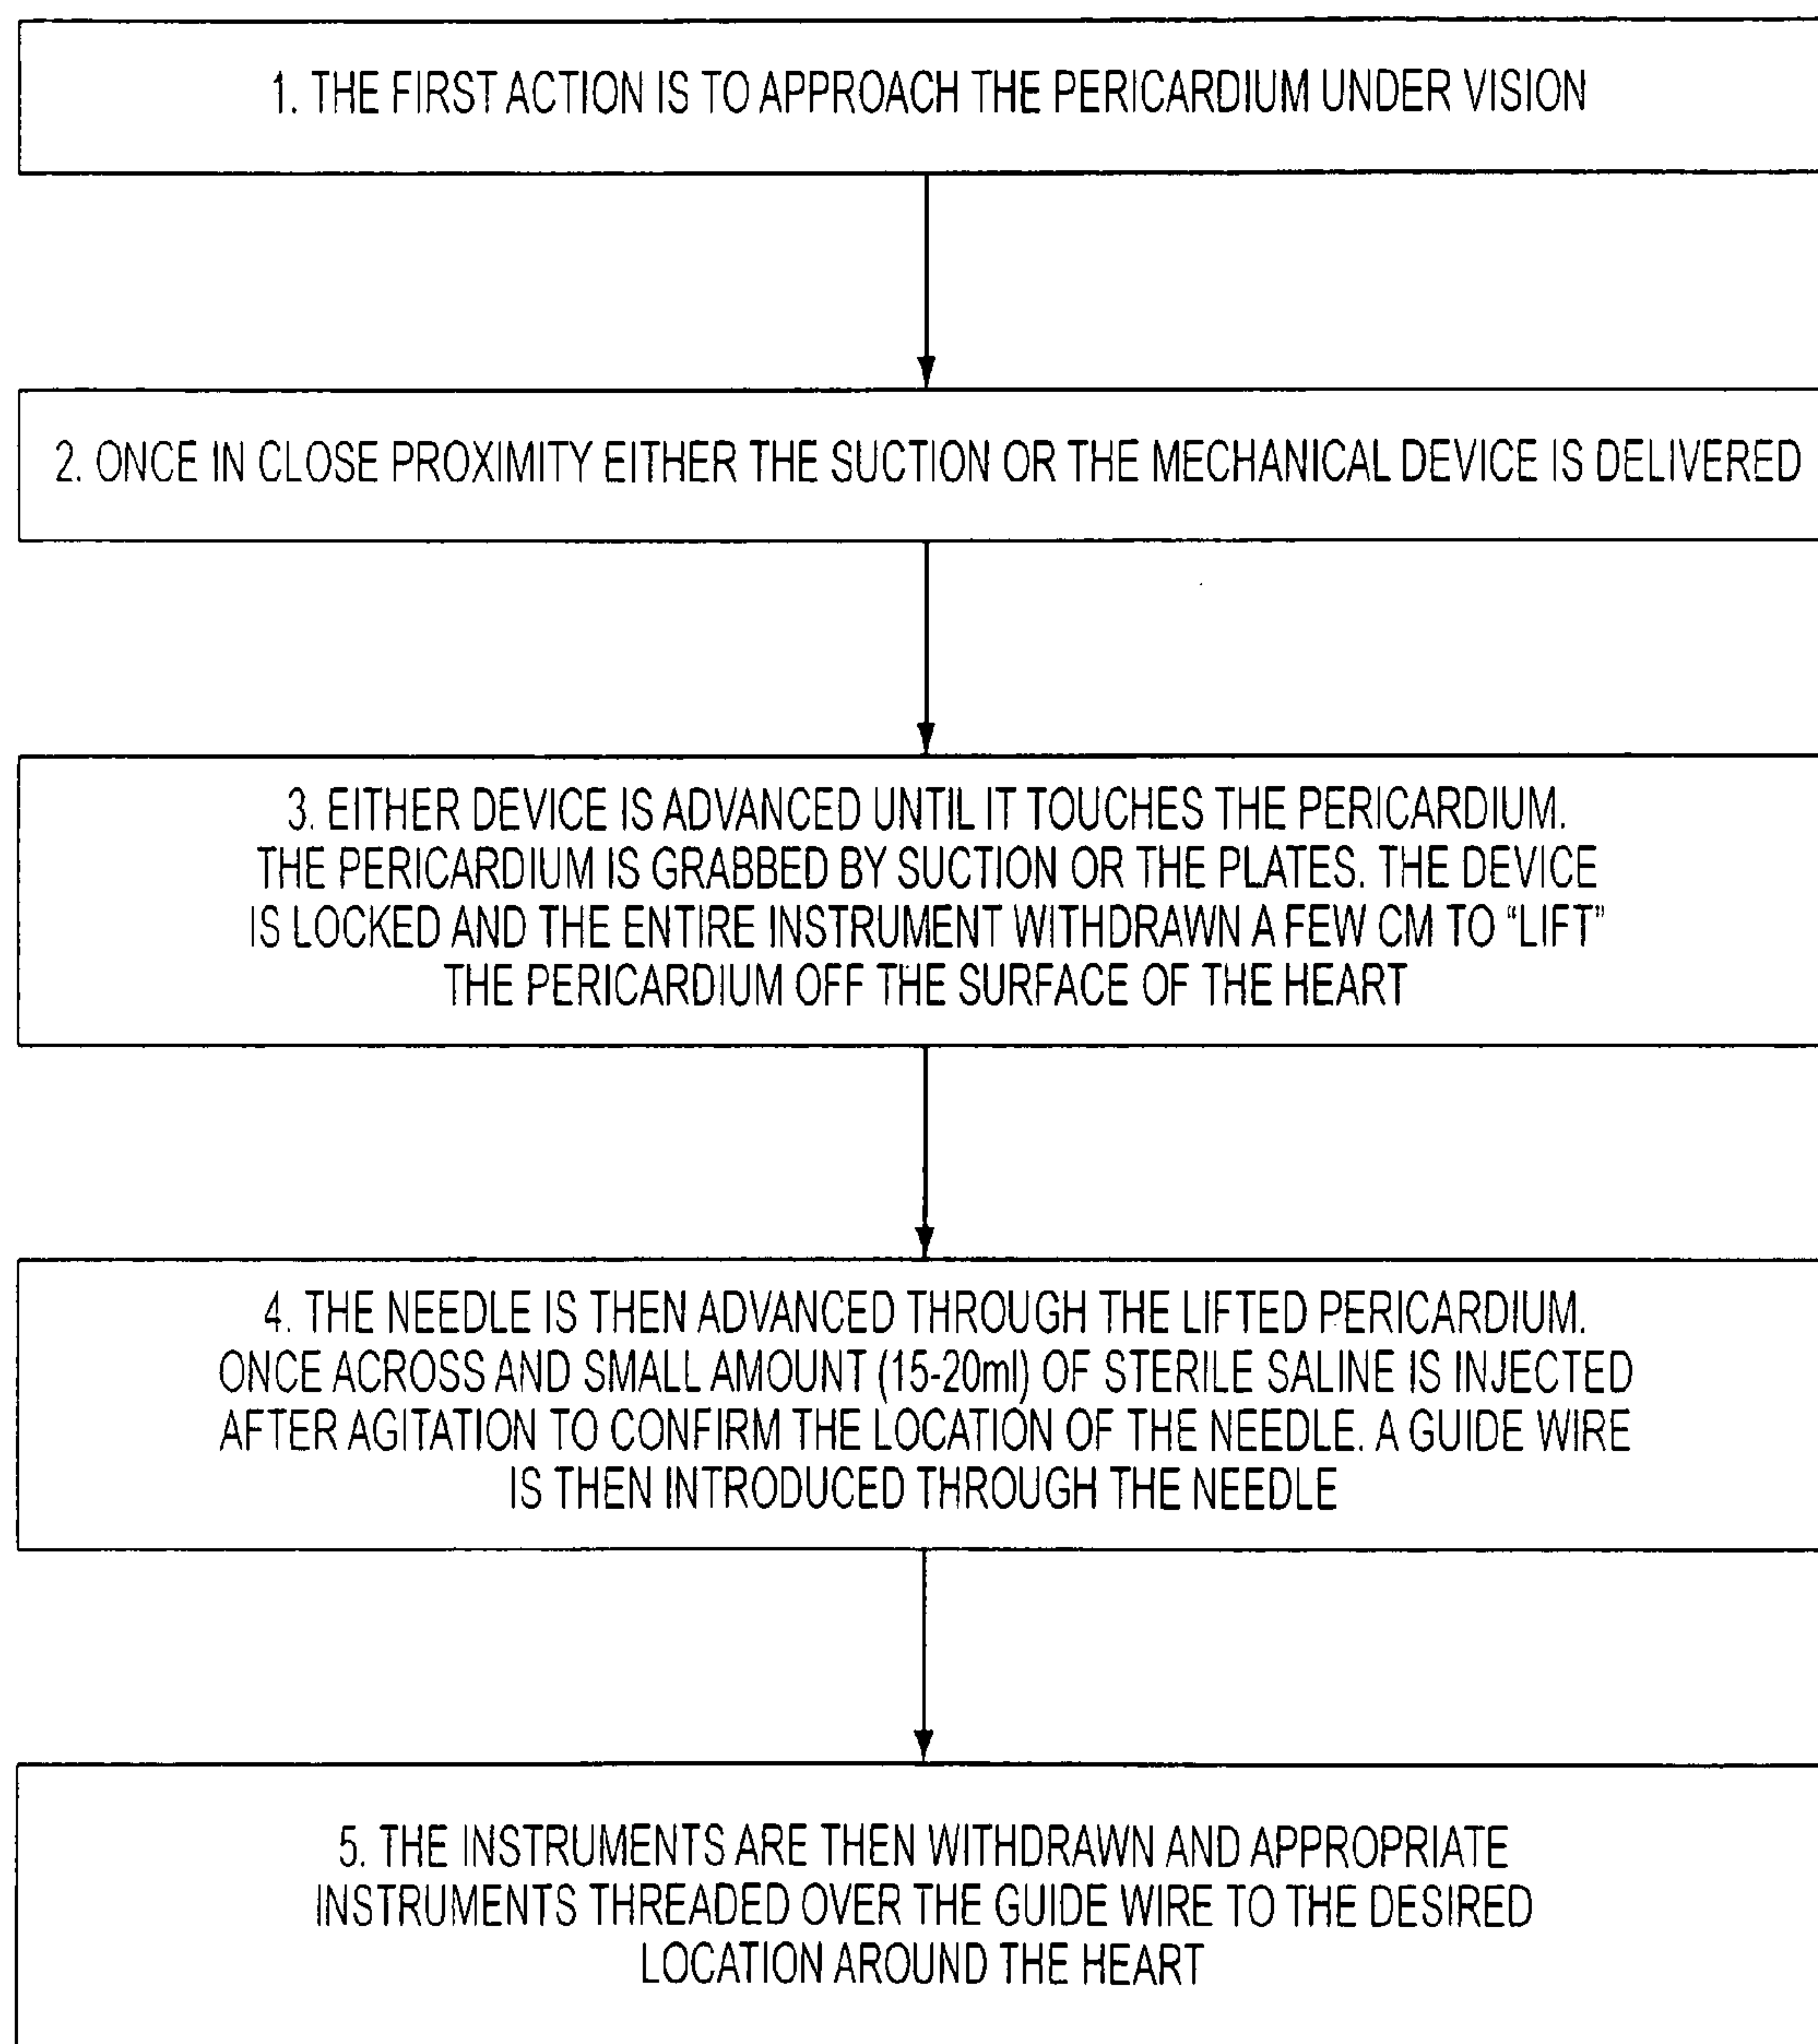 1. THE FIRST ACTION IS TO APPROACH THE PERICARDIUM UNDER VISION
2. ONCE IN CLOSE PROXIMITY EITHER THE SUCTION OR THE MECHANICAL DEVICE IS DELIVERED
3. EITHER DEVICE IS ADVANCED UNTIL IT TOUCHES THE PERICARDIUM.
THE PERICARDIUM IS GRABBED BY SUCTION OR THE PLATES. THE DEVICE
IS LOCKED AND THE ENTIRE INSTRUMENT WITHDRAWN A FEW CM TO “LIFT”
THE PERICARDIUM OFF THE SURFACE OF THE HEART
4. THE NEEDLE IS THEN ADVANCED THROUGH THE LIFTED PERICARDIUM.
ONCE ACROSS AND SMALL AMOUNT (15-20ml) OF STERILE SALINE IS INJECTED
AFTER AGITATION TO CONFIRM THE LOCATION OF THE NEEDLE. A GUIDE WIRE
IS THEN INTRODUCED THROUGH THE NEEDLE
5. THE INSTRUMENTS ARE THEN WITHDRAWN AND APPROPRIATE
INSTRUMENTS THREADED OVER THE GUIDE WIRE TO THE DESIRED
LOCATION AROUND THE HEART